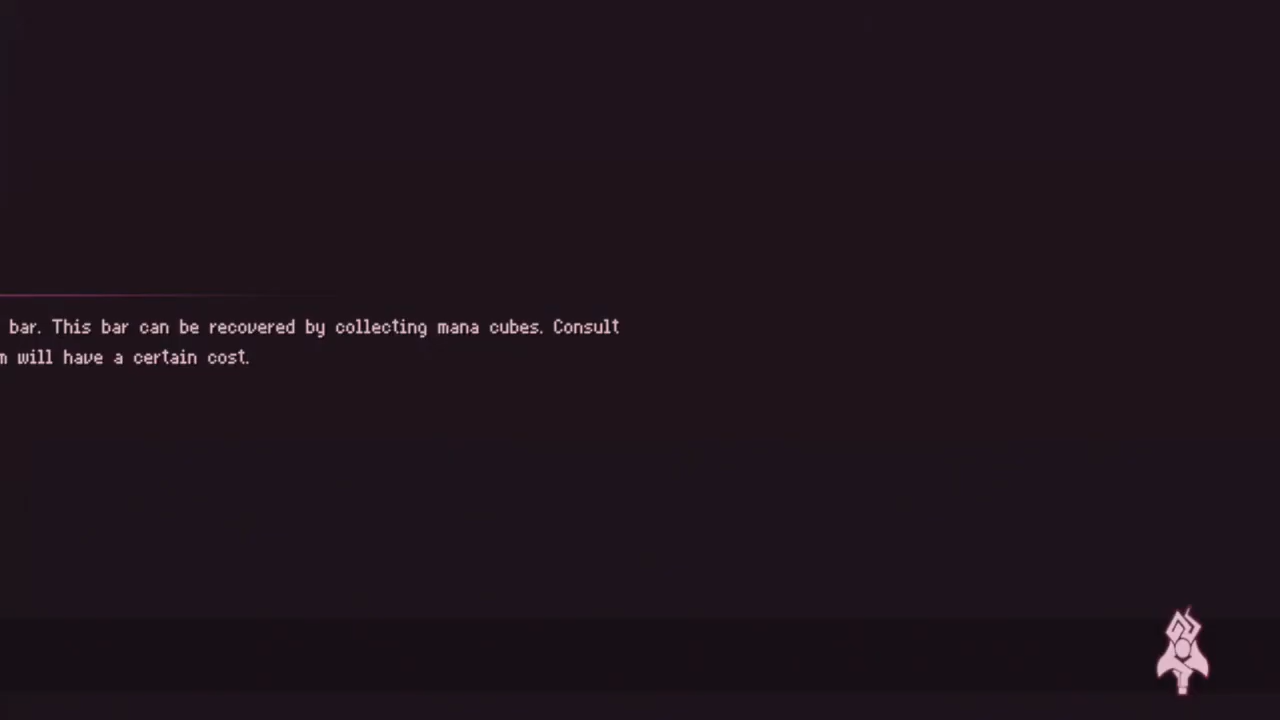 bar. This bar can be recovered by collecting mana cubes. Consult
will have a certain cost.